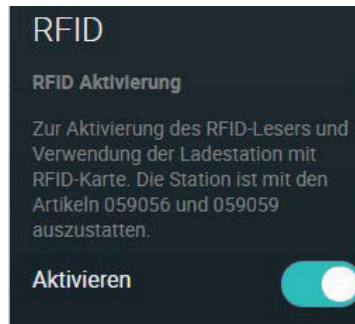 RFID
RFID Aktivierung
Zur Aktivierung des RFID-Lesers und
Verwendung der Ladestation mit
RFID-Karte. Die Station ist mit den
Artikeln 059056 und 059059
auszustatten.
Aktivieren